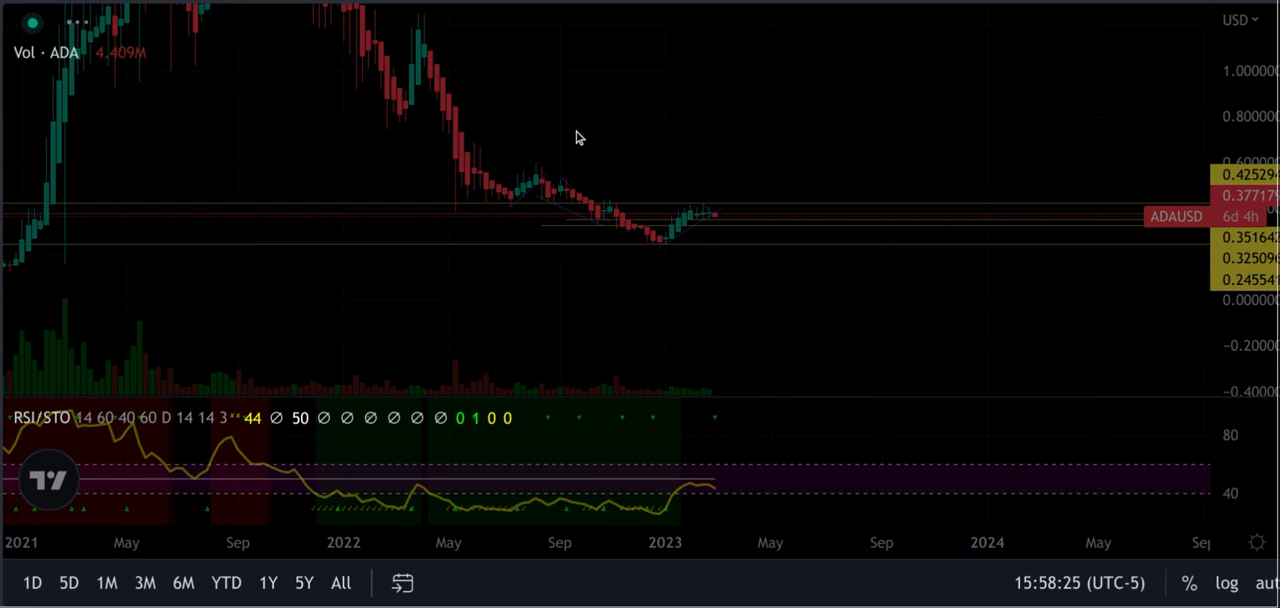 USD
Vol · ADA 4.409M
1.000000
0.800000
0.600000
0.425294
0.377179
ADAUSD 6d 4h
0.351642
0.325096
0.245541
0.000000
−0.200000
−0.400000
RSI/STO 14 60 40 60 D 14 14 3 44 ∅ 50 ∅ ∅ ∅ ∅ ∅ ∅ 0 1 0 0
80
40
2021 May Sep 2022 May Sep 2023 May Sep 2024 May Sep
1D 5D 1M 3M 6M YTD 1Y 5Y All 15:58:25 (UTC-5) % log aut